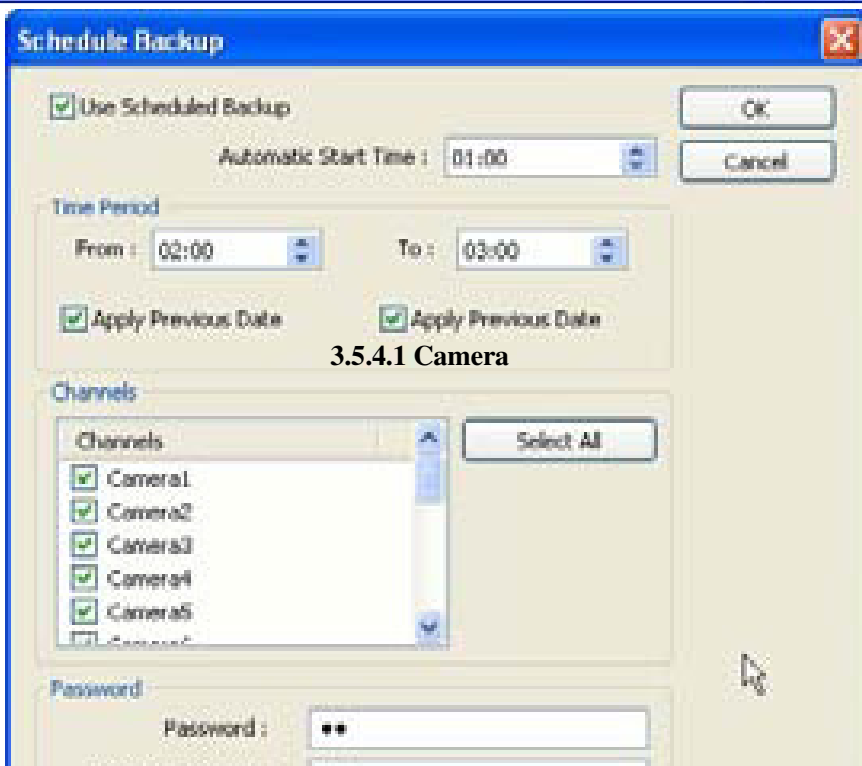 Schedule Backup
Use Scheduled Backup
OK
Automatic Start Time : 01:00
Cancel
Time Period
From : 02:00 To : 03:00
Apply Previous Date Apply Previous Date
3.5.4.1 Camera
Channels
Channels
Select All
Camera1
Camera2
Camera3
Camera4
Camera5
Password
Password : ••